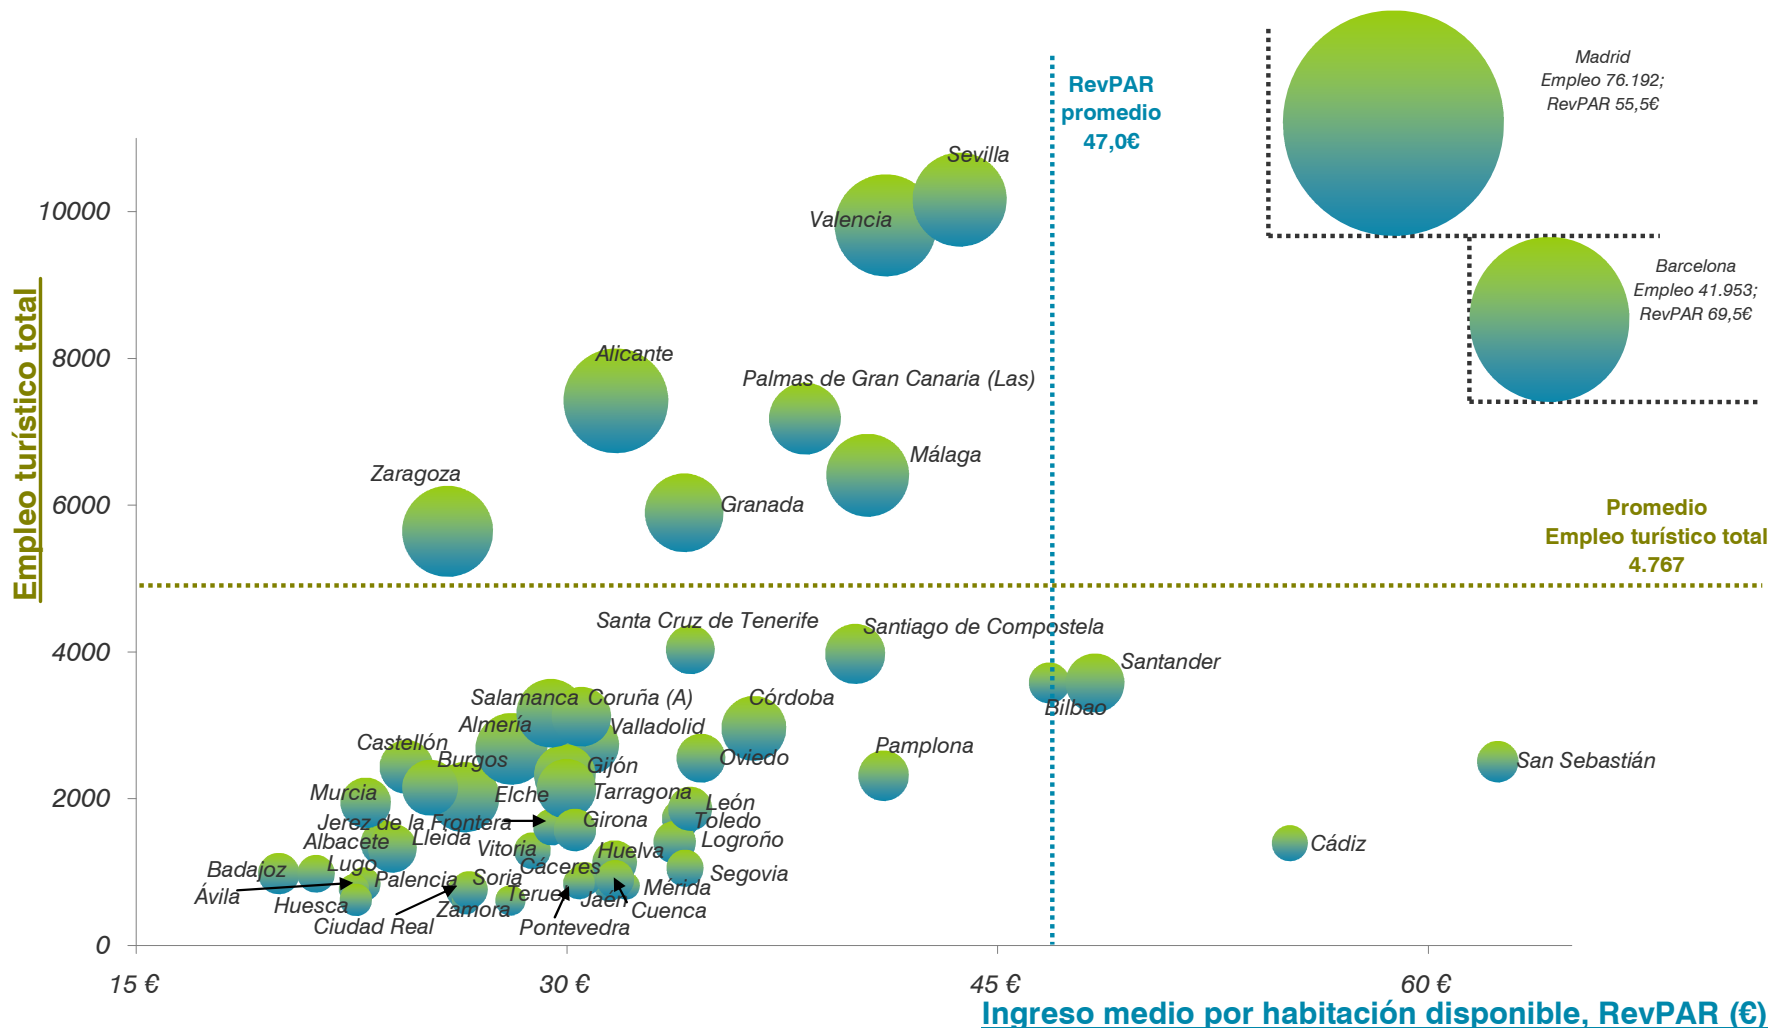 Madrid
Empleo 76.192;
RevPAR 55,5€
RevPAR
promedio
47,0€
Sevilla
10000
Valencia
Barcelona
Empleo 41.953;
RevPAR 69,5€
Empleo turístico total
8000
Alicante
Palmas de Gran Canaria (Las)
Málaga
Zaragoza
6000
Granada
Promedio
Empleo turístico total
4.767
Santa Cruz de Tenerife
Santiago de Compostela
4000
Santander
Salamanca
Coruña (A)
Córdoba
Bilbao
Almería
Valladolid
Castellón
Pamplona
Burgos
Gijón
Oviedo
San Sebastián
2000
Murcia
Elche
Tarragona
León
Jerez de la Frontera
Girona
Toledo
Albacete
Lleida
Logroño
Cádiz
Vitoria
Huelva
Badajoz
Lugo
Cáceres
Segovia
Ávila
Palencia
Soria
Mérida
Huesca
Zamora
Teruel
Jaén
Cuenca
Ciudad Real
Pontevedra
0
15 €
30 €
45 €
60 €
Ingreso medio por habitación disponible, RevPAR (€)